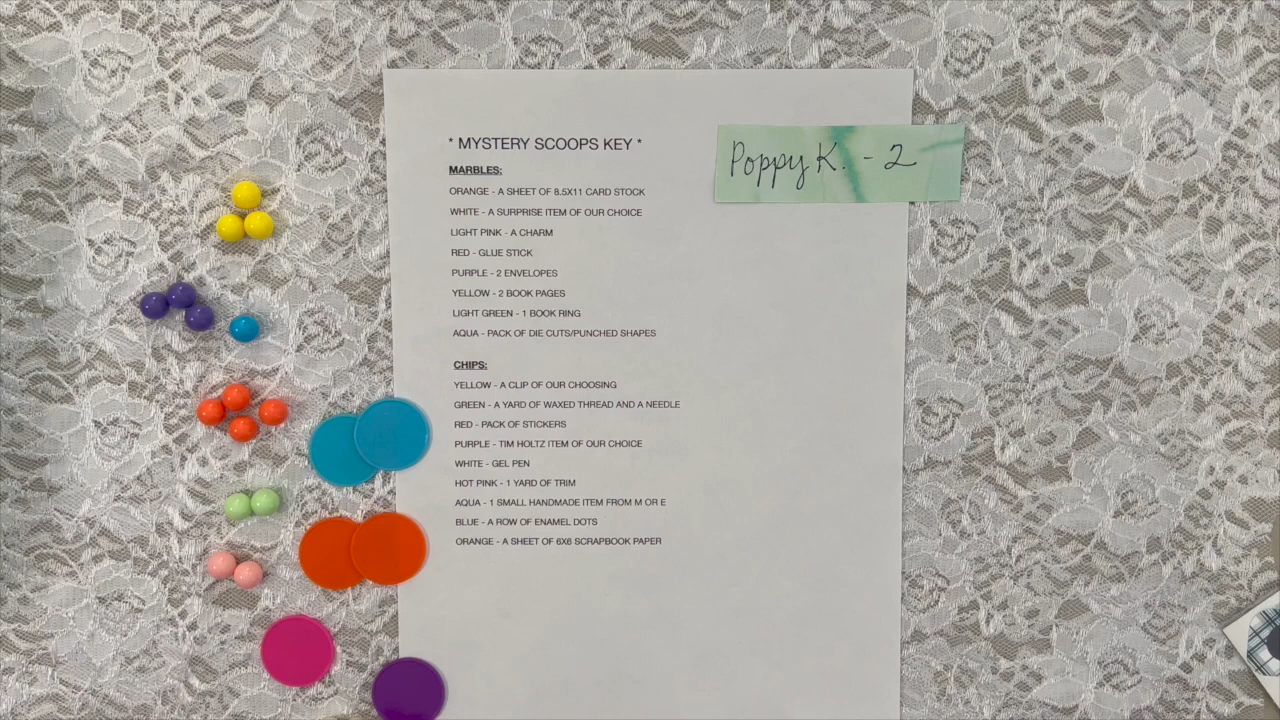 * MYSTERY SCOOPS KEY *
Poppy K. - 2
MARBLES:
ORANGE - A SHEET OF 8.5X11 CARD STOCK
WHITE - A SURPRISE ITEM OF OUR CHOICE
LIGHT PINK - A CHARM
RED - GLUE STICK
PURPLE - 2 ENVELOPES
YELLOW - 2 BOOK PAGES
LIGHT GREEN - 1 BOOK RING
AQUA - PACK OF DIE CUTS/PUNCHED SHAPES
CHIPS:
YELLOW - A CLIP OF OUR CHOOSING
GREEN - A YARD OF WAXED THREAD AND A NEEDLE
RED - PACK OF STICKERS
PURPLE - TIM HOLTZ ITEM OF OUR CHOICE
WHITE - GEL PEN
HOT PINK - 1 YARD OF TRIM
AQUA - 1 SMALL HANDMADE ITEM FROM M OR E
BLUE - A ROW OF ENAMEL DOTS
ORANGE - A SHEET OF 6X6 SCRAPBOOK PAPER